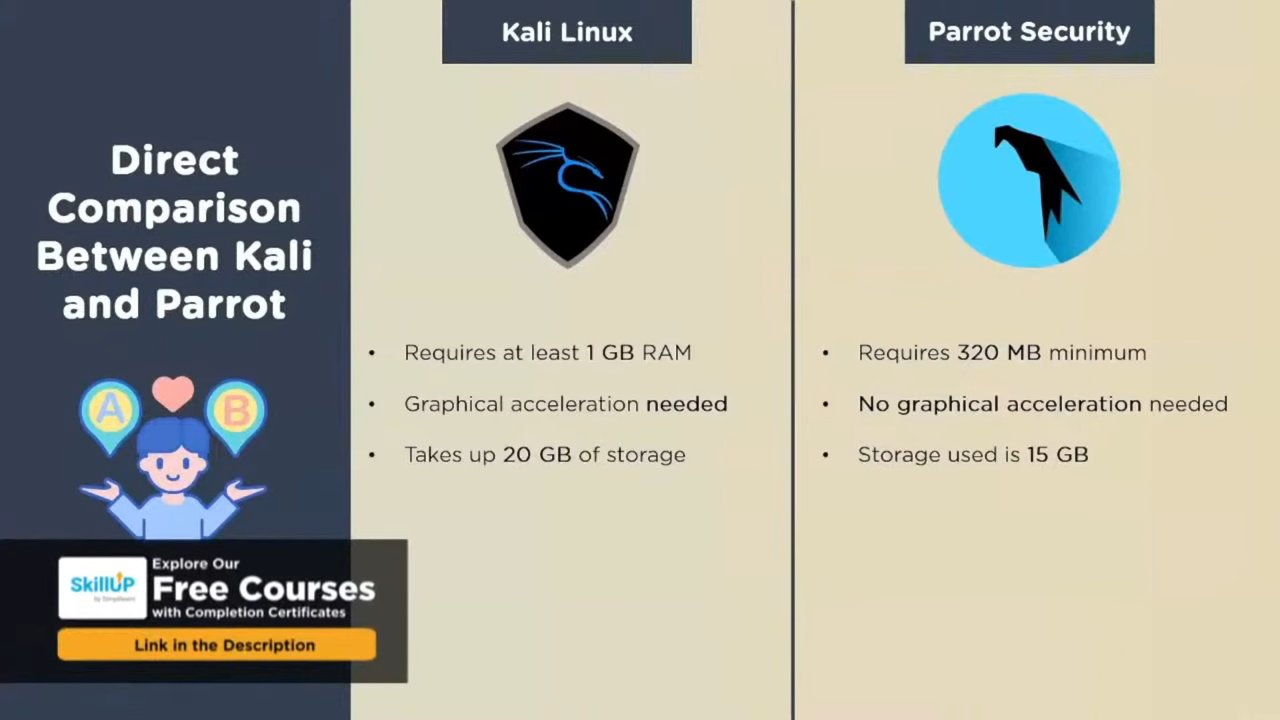 Direct
Comparison
Between Kali
and Parrot
A
B
Kali Linux
• Requires at least 1 GB RAM
• Graphical acceleration needed
• Takes up 20 GB of storage
Parrot Security
• Requires 320 MB minimum
• No graphical acceleration needed
• Storage used is 15 GB
SkillUP
by Simplilearn
Explore Our
Free Courses
with Completion Certificates
Link in the Description